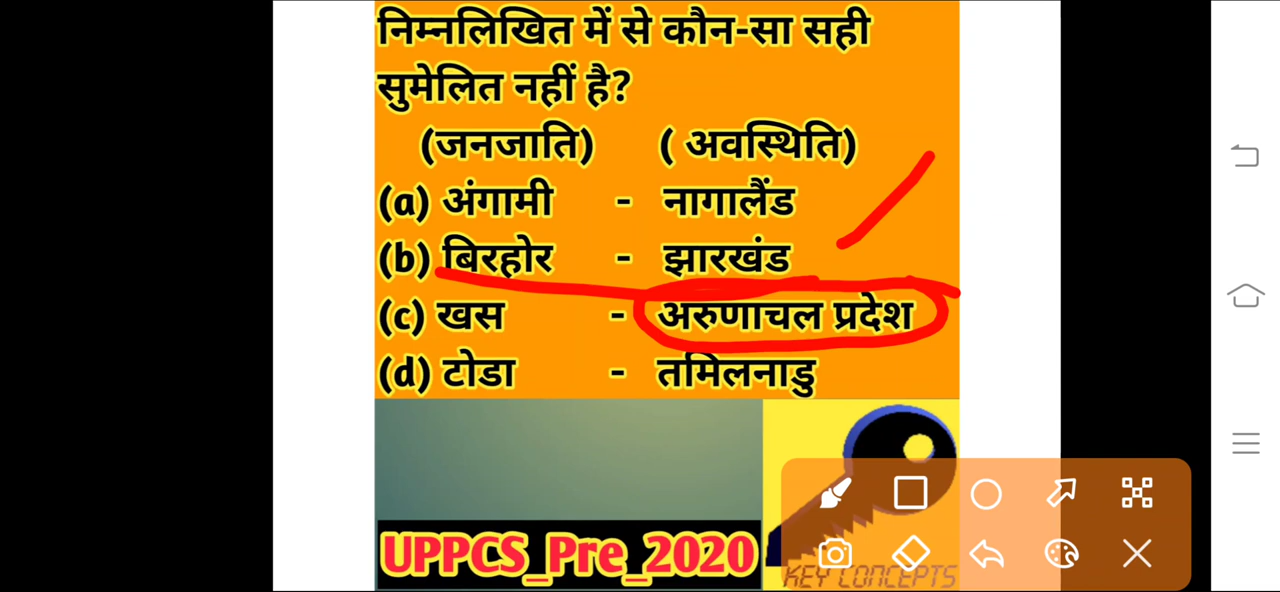 निम्नलिखित में से कौन-सा सही
सुमेलित नहीं है?
(जनजाति) ( अवस्थिति)
(a) अंगामी - नागालैंड
(b) बिरहोर - झारखंड
(c) खस - अरुणाचल प्रदेश
(d) टोडा - तमिलनाडु
UPPCS_Pre_2020
KEY CONCEPTS